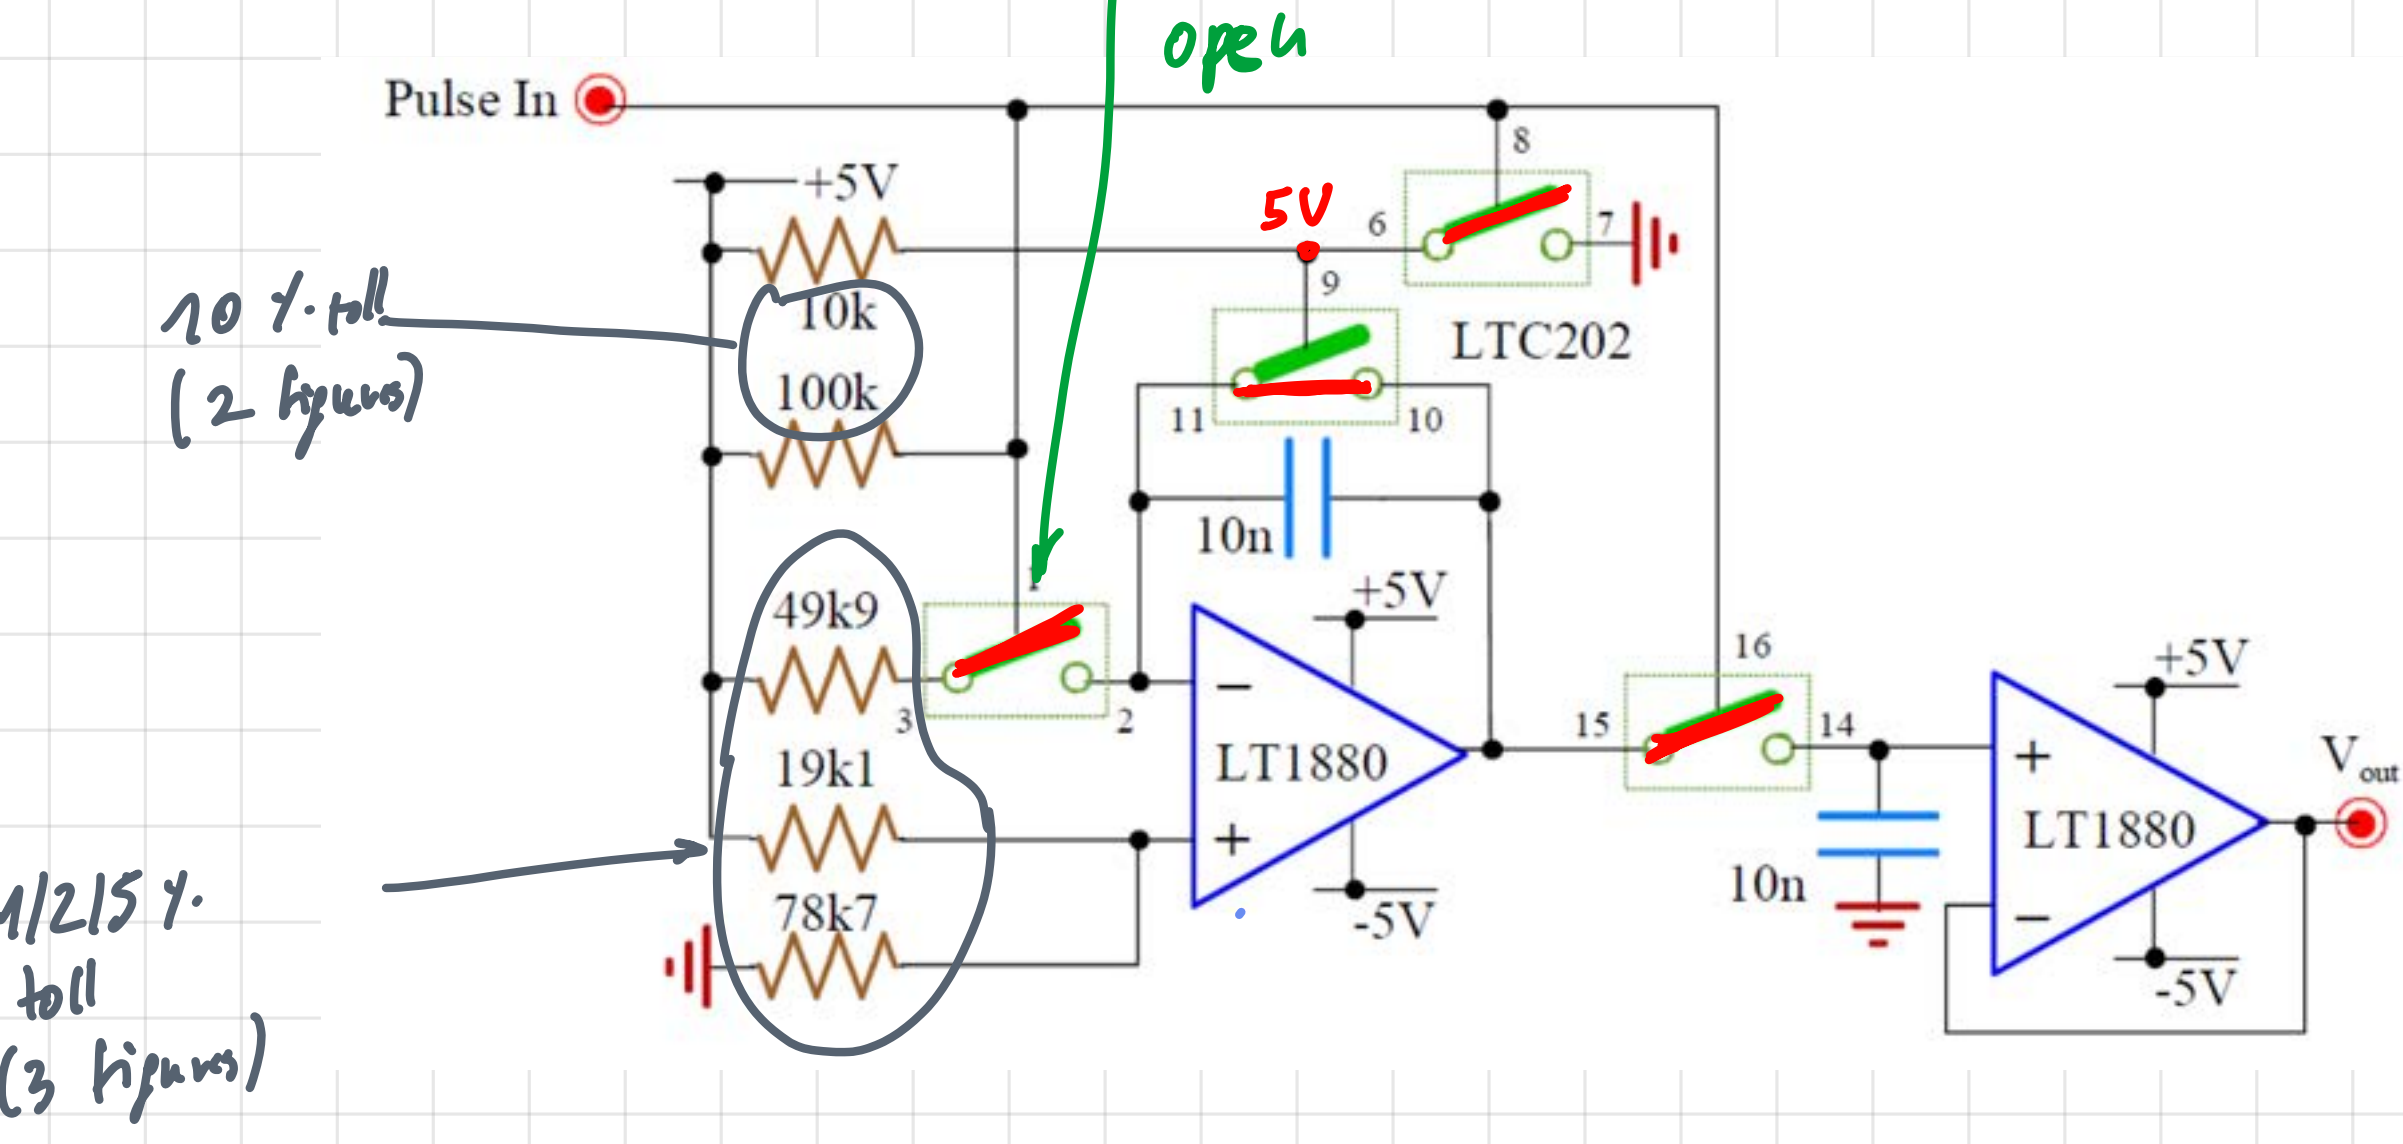 open
Pulse In
8
+5V
5V
6
7
9
10 %. toll
(2 figures)
10k
LTC202
100k
11
10
10n
+5V
49k9
1
16
+5V
3
2
15
14
19k1
LT1880
Vout
LT1880
1/2/5 %.
toll
(3 figures)
78k7
10n
-5V
-5V